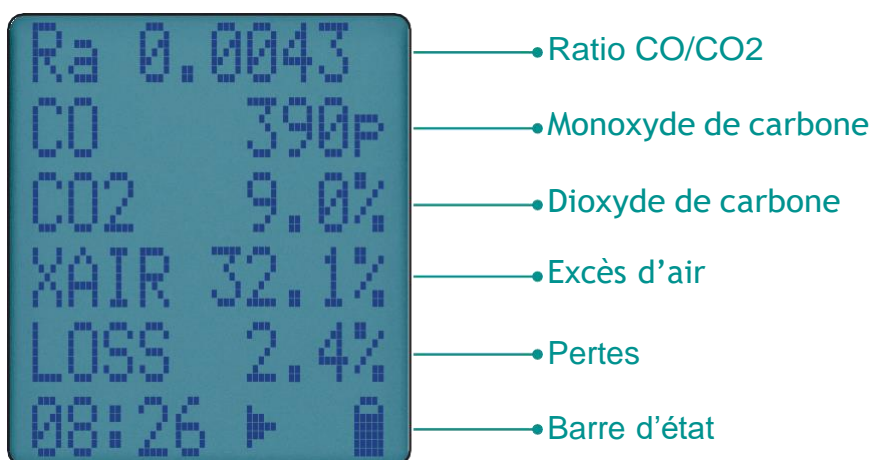 Ra 0.0043 Ratio CO/CO2
CO 390P Monoxyde de carbone
CO2 9.0% Dioxyde de carbone
XAIR 32.1% Excès d'air
LOSS 2.4% Pertes
08:26 Barre d'état